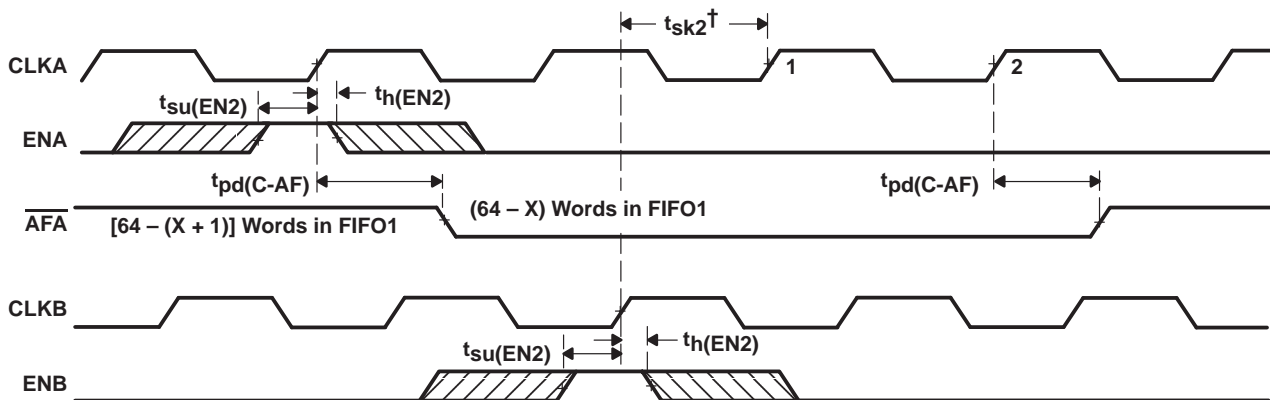 tsk2†
CLKA
1
2
tsu(EN2)
th(EN2)
ENA
tpd(C-AF)
tpd(C-AF)
AFA
[64 – (X + 1)] Words in FIFO1
(64 – X) Words in FIFO1
CLKB
tsu(EN2)
th(EN2)
ENB